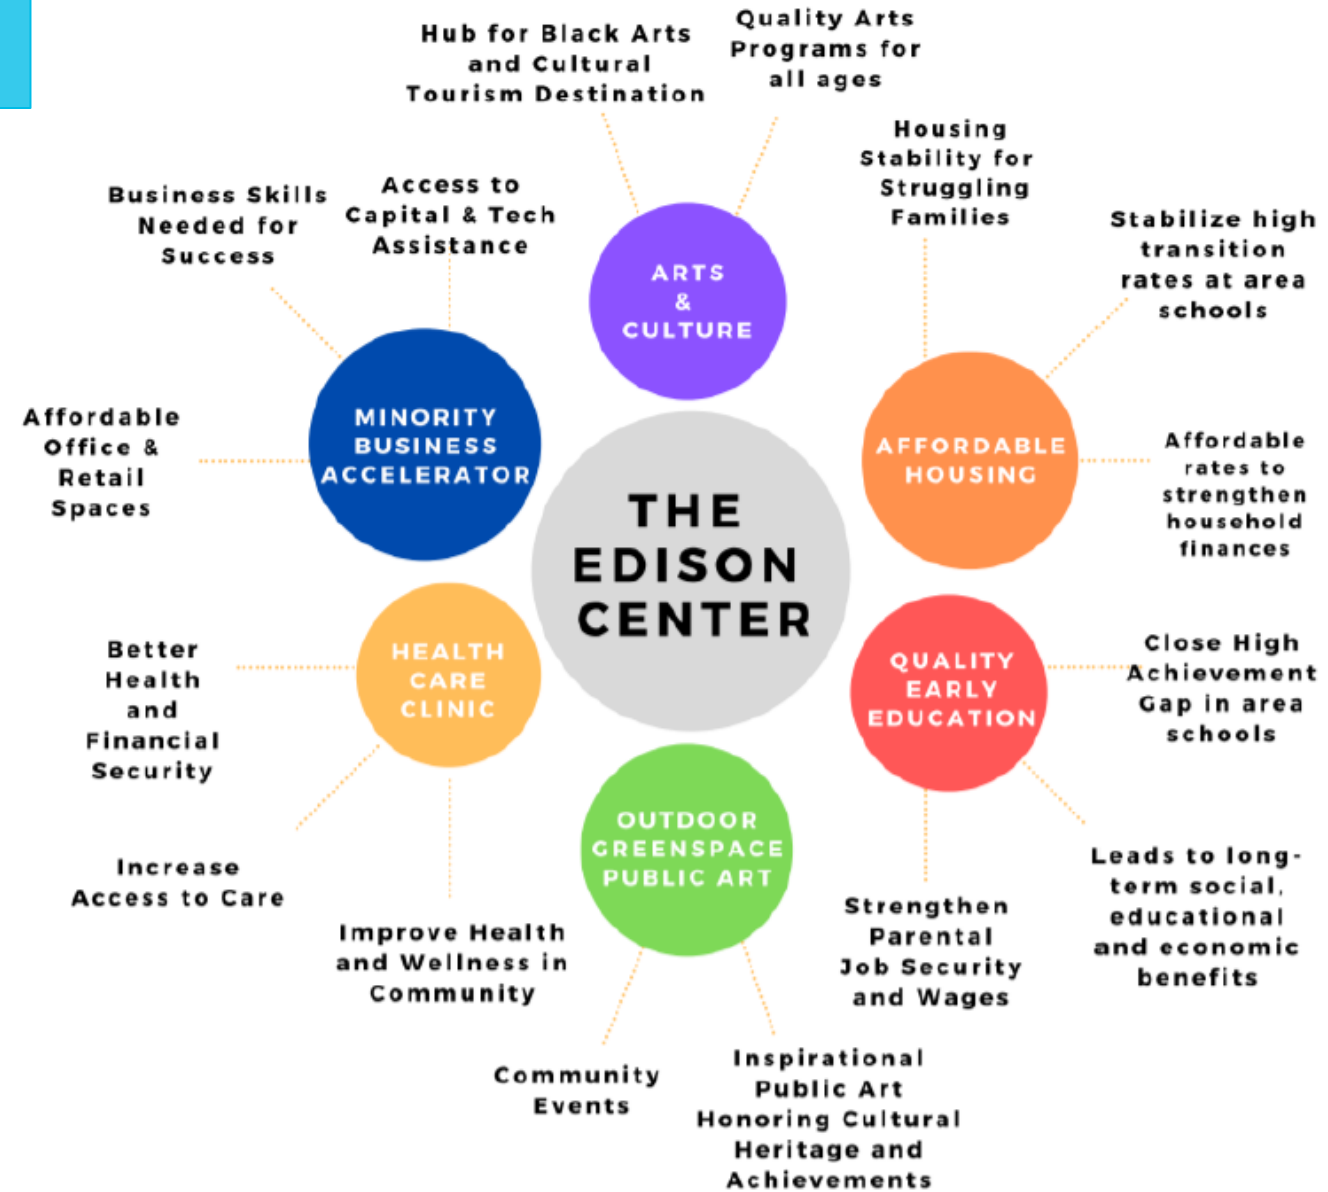 Hub for Black Arts
and Cultural
Tourism Destination
Quality Arts
Programs for
all ages
Housing
Stability for
Struggling
Families
Stabilize high
transition
rates at area
schools
Business Skills
Needed for
Success
Access to
Capital & Tech
Assistance
ARTS
&
CULTURE
Affordable
Office &
Retail
Spaces
MINORITY
BUSINESS
ACCELERATOR
AFFORDABLE
HOUSING
Affordable
rates to
strengthen
household
finances
THE
EDISON
CENTER
Better
Health
and
Financial
Security
HEALTH
CARE
CLINIC
QUALITY
EARLY
EDUCATION
Close High
Achievement
Gap in area
schools
Increase
Access to Care
Improve Health
and Wellness in
Community
OUTDOOR
GREENSPACE
PUBLIC ART
Strengthen
Parental
Job Security
and Wages
Leads to long-
term social,
educational
and economic
benefits
Community
Events
Inspirational
Public Art
Honoring Cultural
Heritage and
Achievements